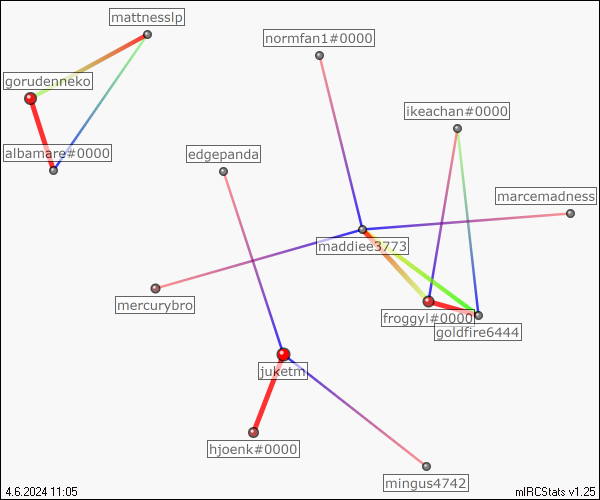 mattnesslp
normfan1#0000
gorudenneko
ikeachan#0000
albamare#0000
edgepanda
marcemadness
maddiee3773
mercurybro
froggyl#0000
goldfire6444
juketm
hjoenk#0000
mingus4742
4.6.2024 11:05
mIRCStats v1.25